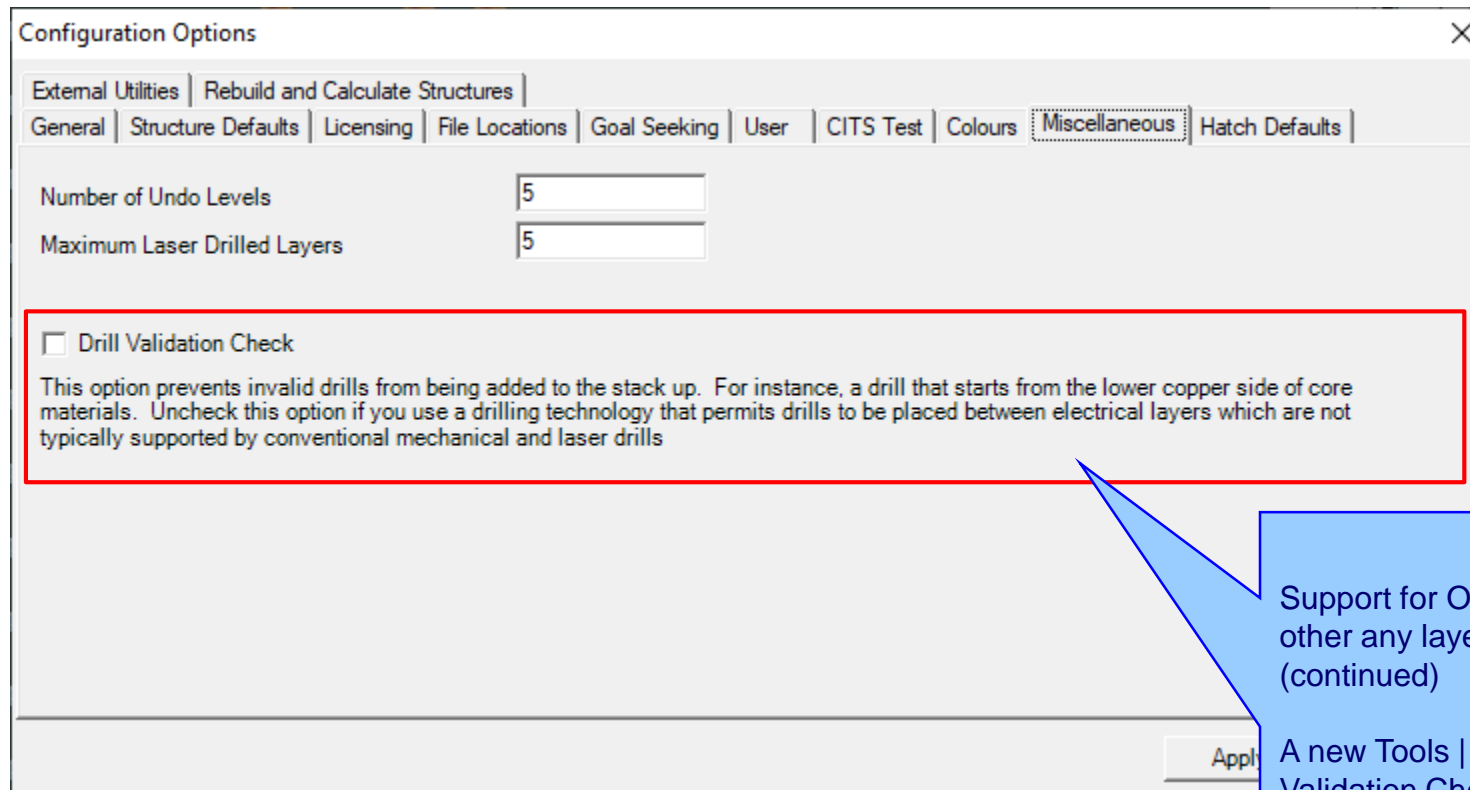 Configuration Options
External Utilities Rebuild and Calculate Structures
General Structure Defaults Licensing File Locations Goal Seeking User CITS Test Colours Miscellaneous Hatch Defaults
Number of Undo Levels 5
Maximum Laser Drilled Layers 5
Drill Validation Check
This option prevents invalid drills from being added to the stack up. For instance, a drill that starts from the lower copper side of core
materials. Uncheck this option if you use a drilling technology that permits drills to be placed between electrical layers which are not
typically supported by conventional mechanical and laser drills
Support for
other any
(continued)
Apply
A new Tools |
Validation